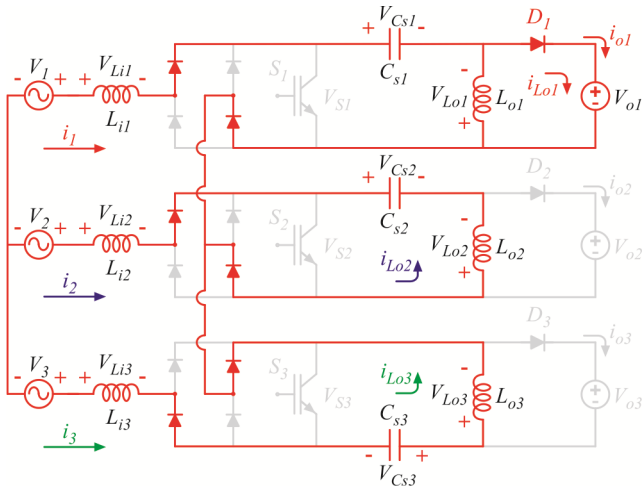 V_Cs1 D_1 i_o1
+ -
V_1 V_Li1 S_1 C_s1 - i_Lo1
- + + - V_Lo1 L_o1 V_o1
L_i1 V_S1 +
i_1
V_Cs2 D_2 i_o2
+ -
V_2 V_Li2 S_2 C_s2 -
- + + - V_Lo2 L_o2 V_o2
L_i2 V_S2 i_Lo2 +
i_2
D_3 i_o3
V_3 V_Li3 S_3 i_Lo3 -
- + + - V_Lo3 L_o3 V_o3
L_i3 V_S3 C_s3 +
i_3 - +
V_Cs3